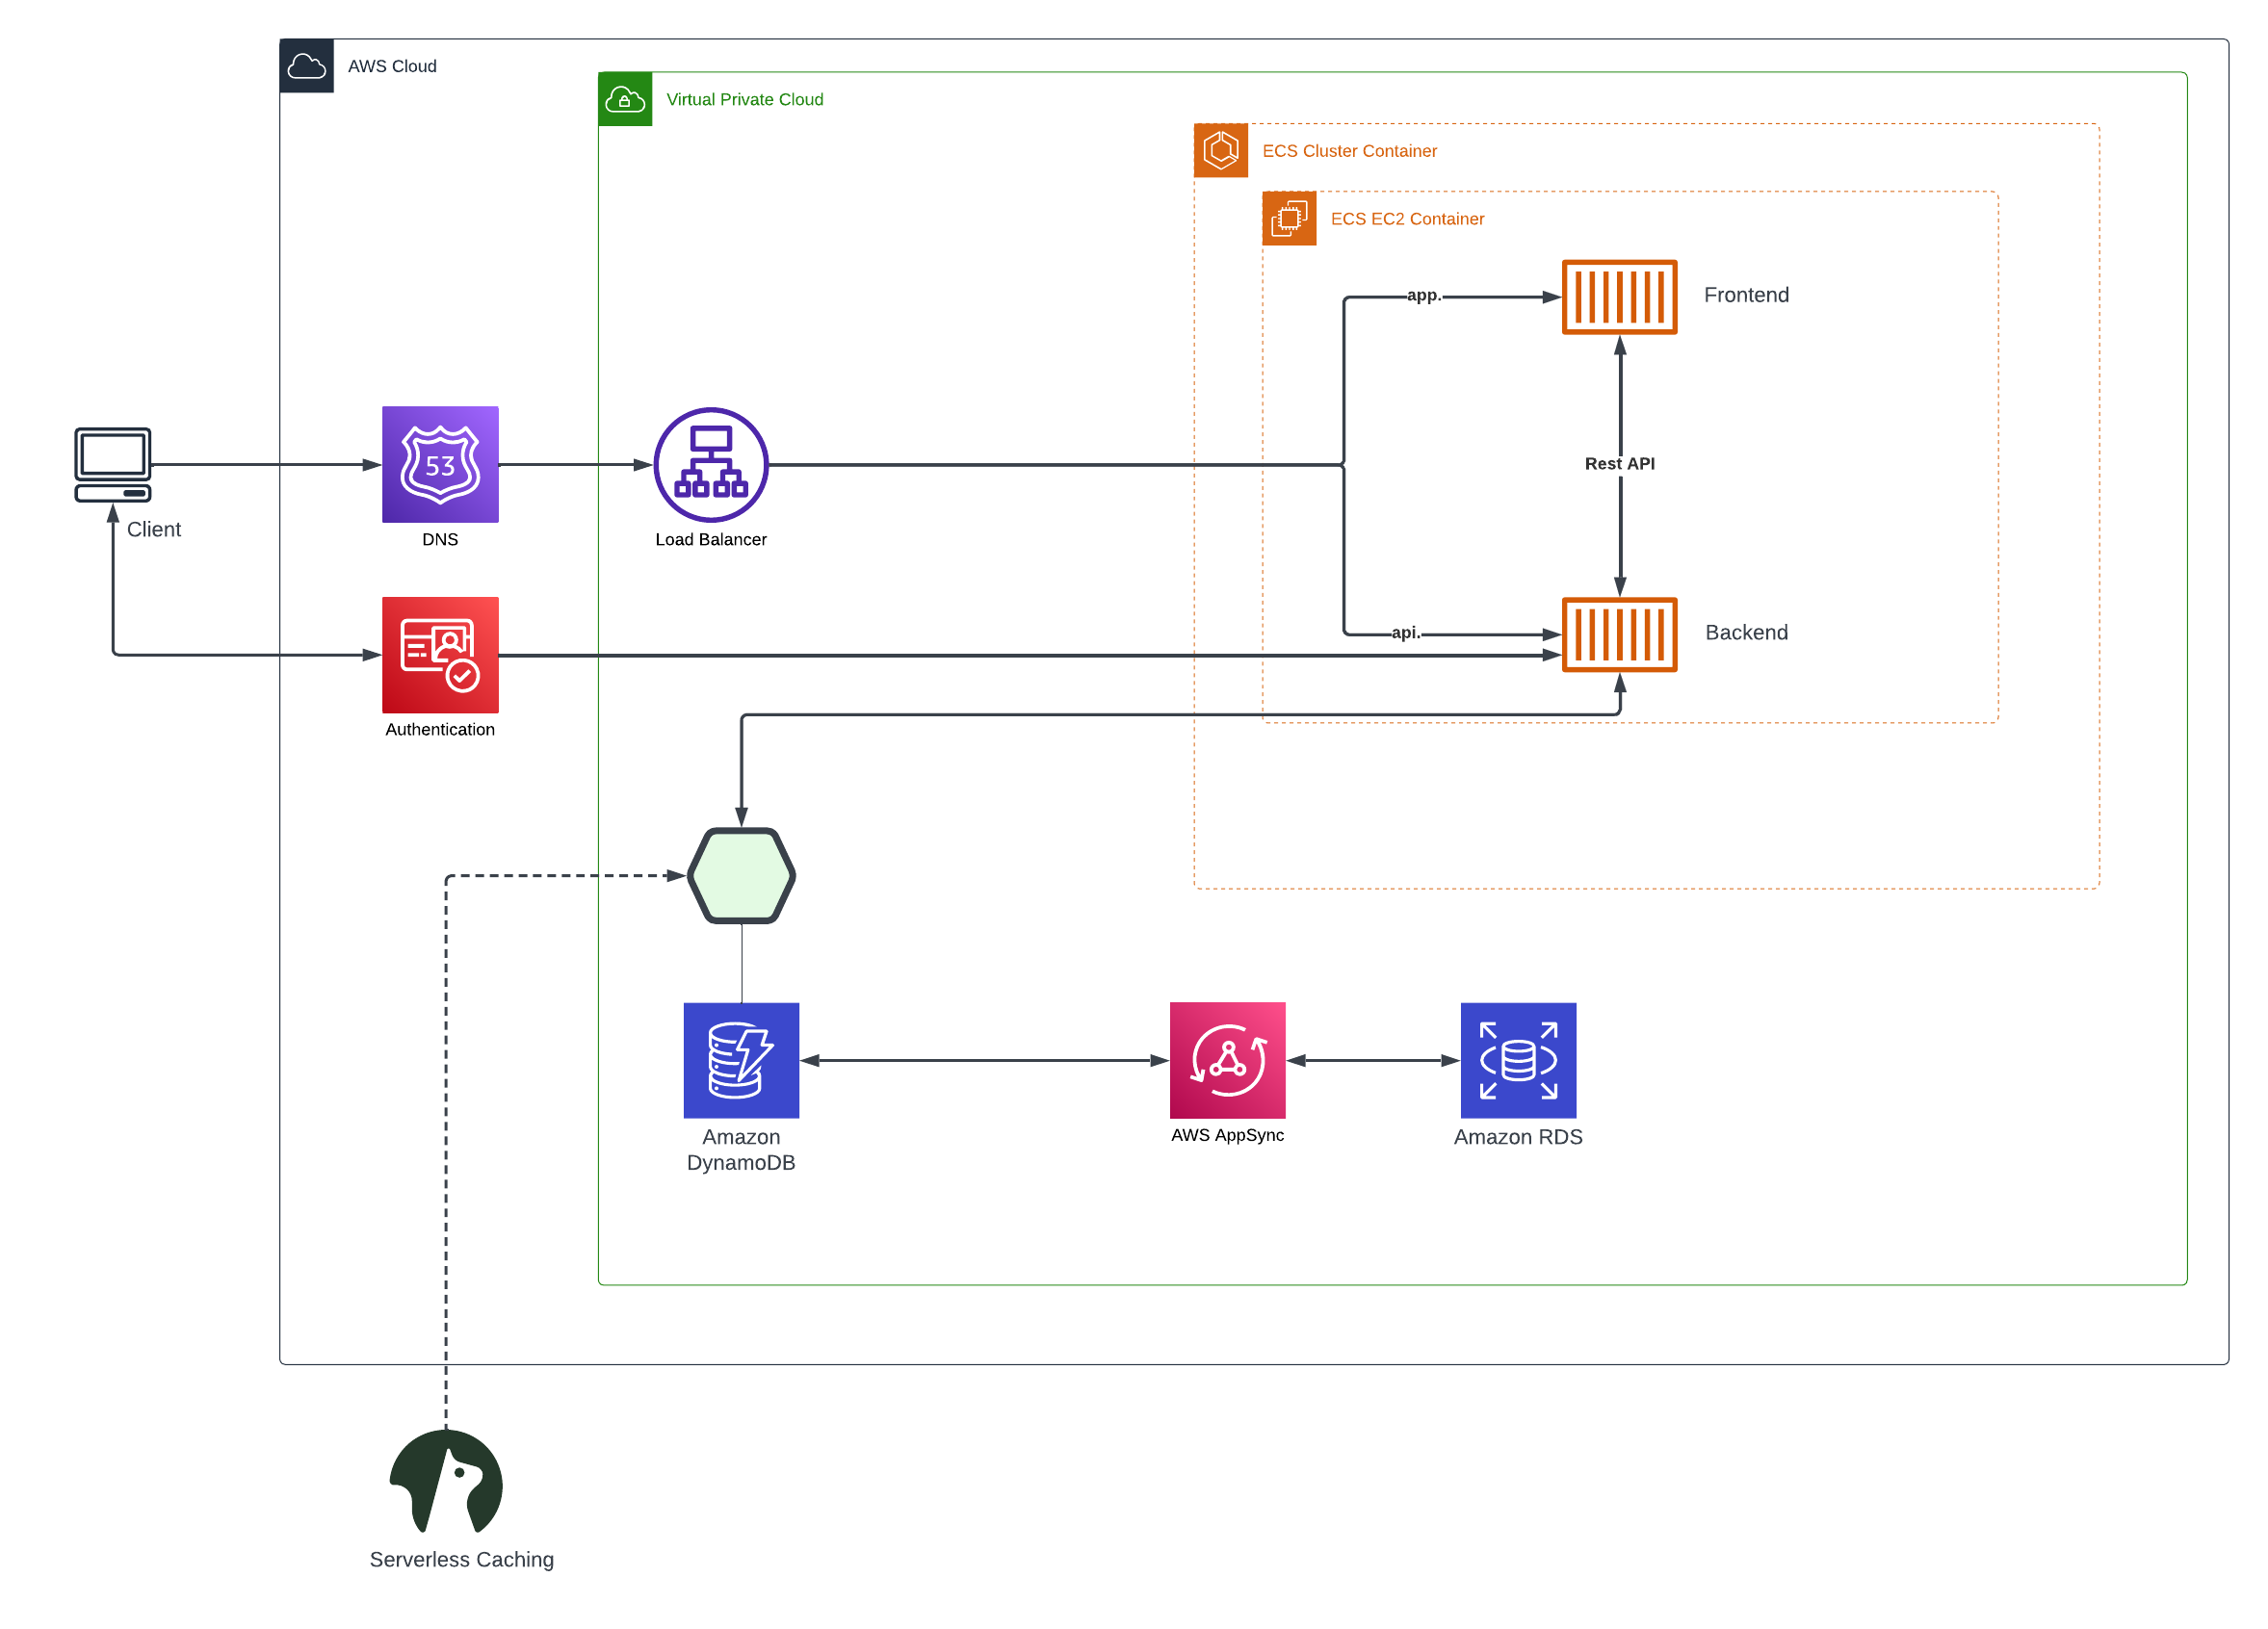 AWS Cloud
Virtual Private Cloud
ECS Cluster Container
ECS EC2 Container
app.
Frontend
53
Rest API
Client
DNS
Load Balancer
api.
Backend
Authentication
Amazon
DynamoDB
AWS AppSync
Amazon RDS
Serverless Caching